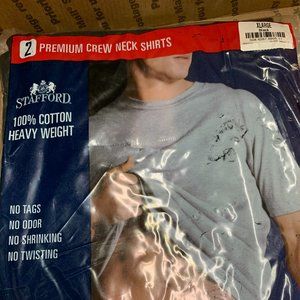 2 PREMIUM CREW NECK SHIRTS
XLARGE
STAFFORD
100% COTTON
HEAVY WEIGHT
NO TAGS
NO ODOR
NO SHRINKING
NO TWISTING